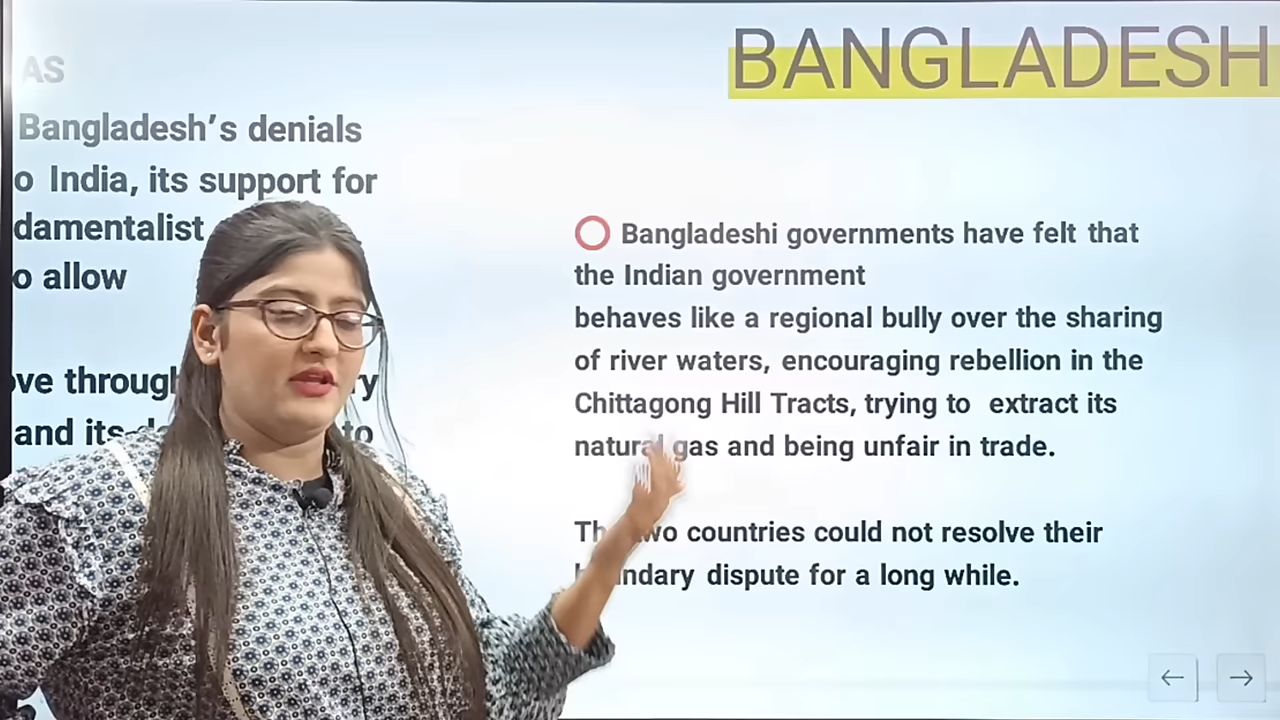 BANGLADESH
AS
Bangladesh's denials
o India, its support for
damentalist
o allow
ve through
and its to
Bangladeshi governments have felt that
the Indian government
behaves like a regional bully over the sharing
of river waters, encouraging rebellion in the
Chittagong Hill Tracts, trying to extract its
natural gas and being unfair in trade.
two countries could not resolve their
dispute for a long while.